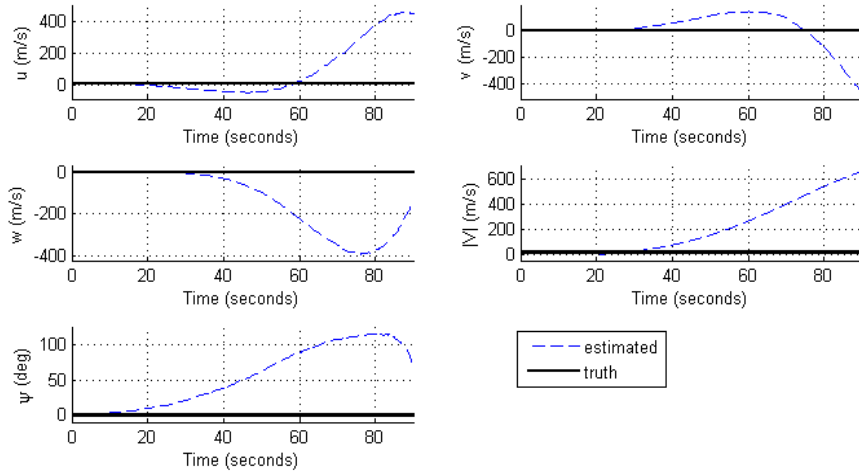 u (m/s)
400
200
0
0 20 40 60 80
Time (seconds)
v (m/s)
0
-200
-400
0 20 40 60 80
Time (seconds)
w (m/s)
0
-200
-400
0 20 40 60 80
Time (seconds)
|V| (m/s)
600
400
200
0
0 20 40 60 80
Time (seconds)
ψ (deg)
100
50
0
0 20 40 60 80
Time (seconds)
estimated
truth